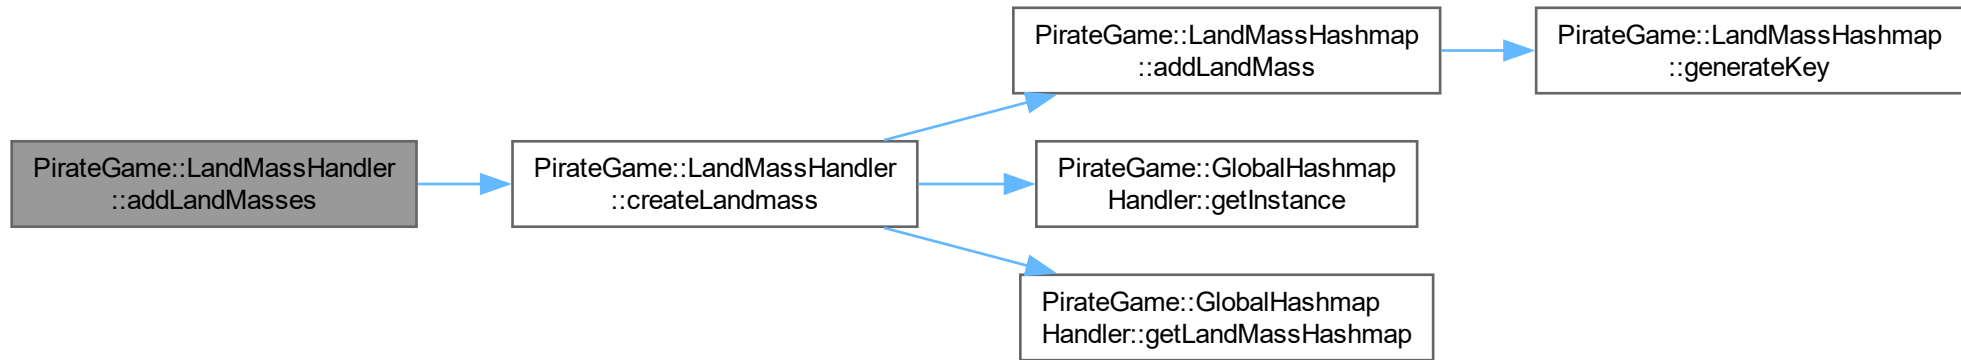 PirateGame::LandMassHandler
::addLandMasses
PirateGame::LandMassHandler
::createLandmass
PirateGame::LandMassHashmap
::addLandMass
PirateGame::LandMassHashmap
::generateKey
PirateGame::GlobalHashmap
Handler::getInstance
PirateGame::GlobalHashmap
Handler::getLandMassHashmap